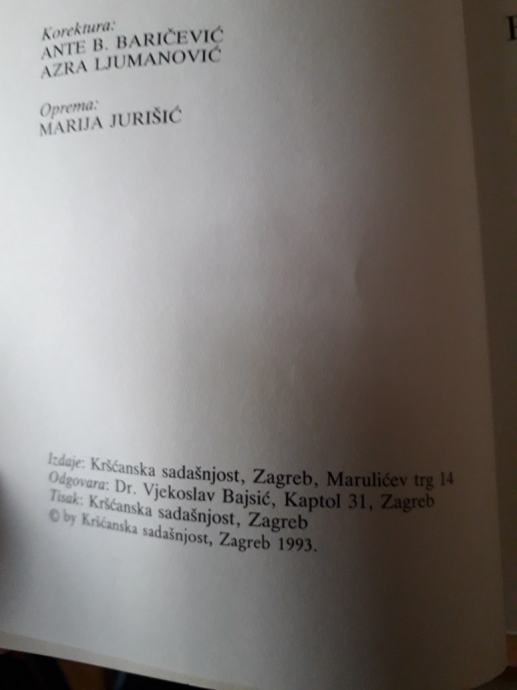 Korektura:
ANTE B. BARIČEVIĆ
AZRA LJUMANOVIĆ
Oprema:
MARIJA JURIŠIĆ
Izdaje: Kršćanska sadašnjost, Zagreb, Marulićev trg 14
Odgovara: Dr. Vjekoslav Bajsić, Kaptol 31, Zagreb
Tisak: Kršćanska sadašnjost, Zagreb
© by Kršćanska sadašnjost, Zagreb 1993.